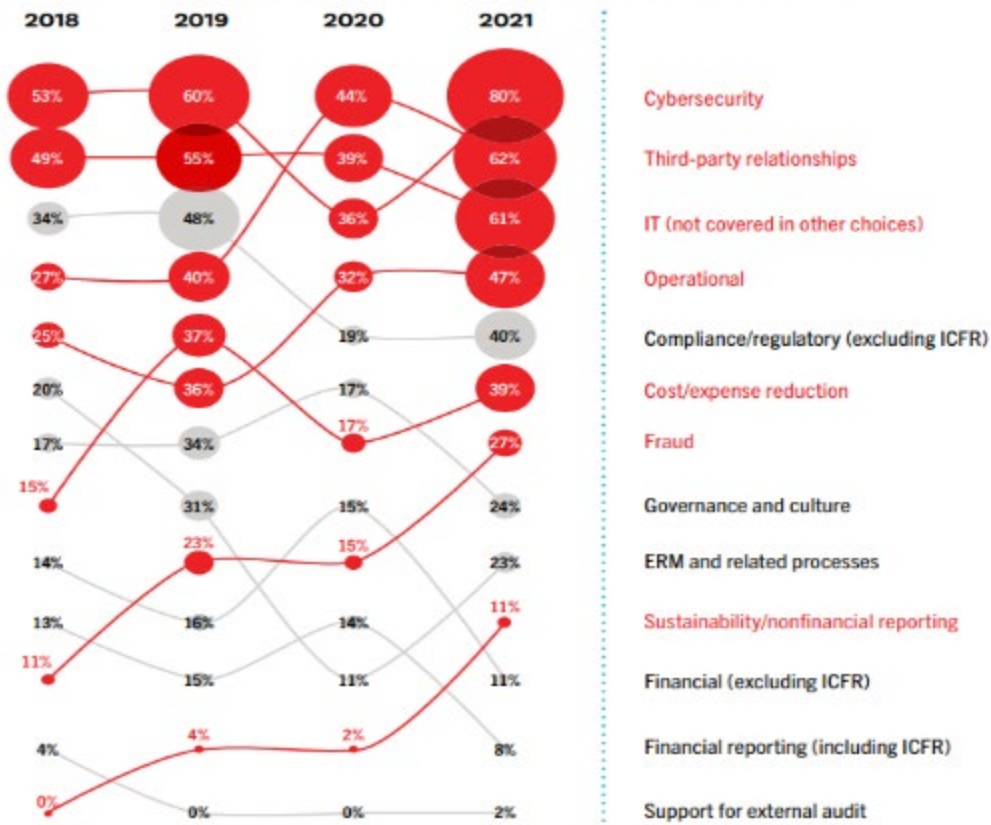 2018 2019 2020 2021
53% 60% 44% 80% Cybersecurity
49% 55% 39% 62% Third-party relationships
34% 48% 36% 61% IT (not covered in other choices)
27% 40% 32% 47% Operational
25% 37% 19% 40% Compliance/regulatory (excluding ICFR)
20% 36% 17% 39% Cost/expense reduction
17% 34% 17% 27% Fraud
15% 31% 15% 24% Governance and culture
14% 23% 15% 23% ERM and related processes
13% 16% 14% 11% Sustainability/nonfinancial reporting
11% 15% 11% 11% Financial (excluding ICFR)
4% 4% 2% 8% Financial reporting (including ICFR)
0% 0% 0% 2% Support for external audit